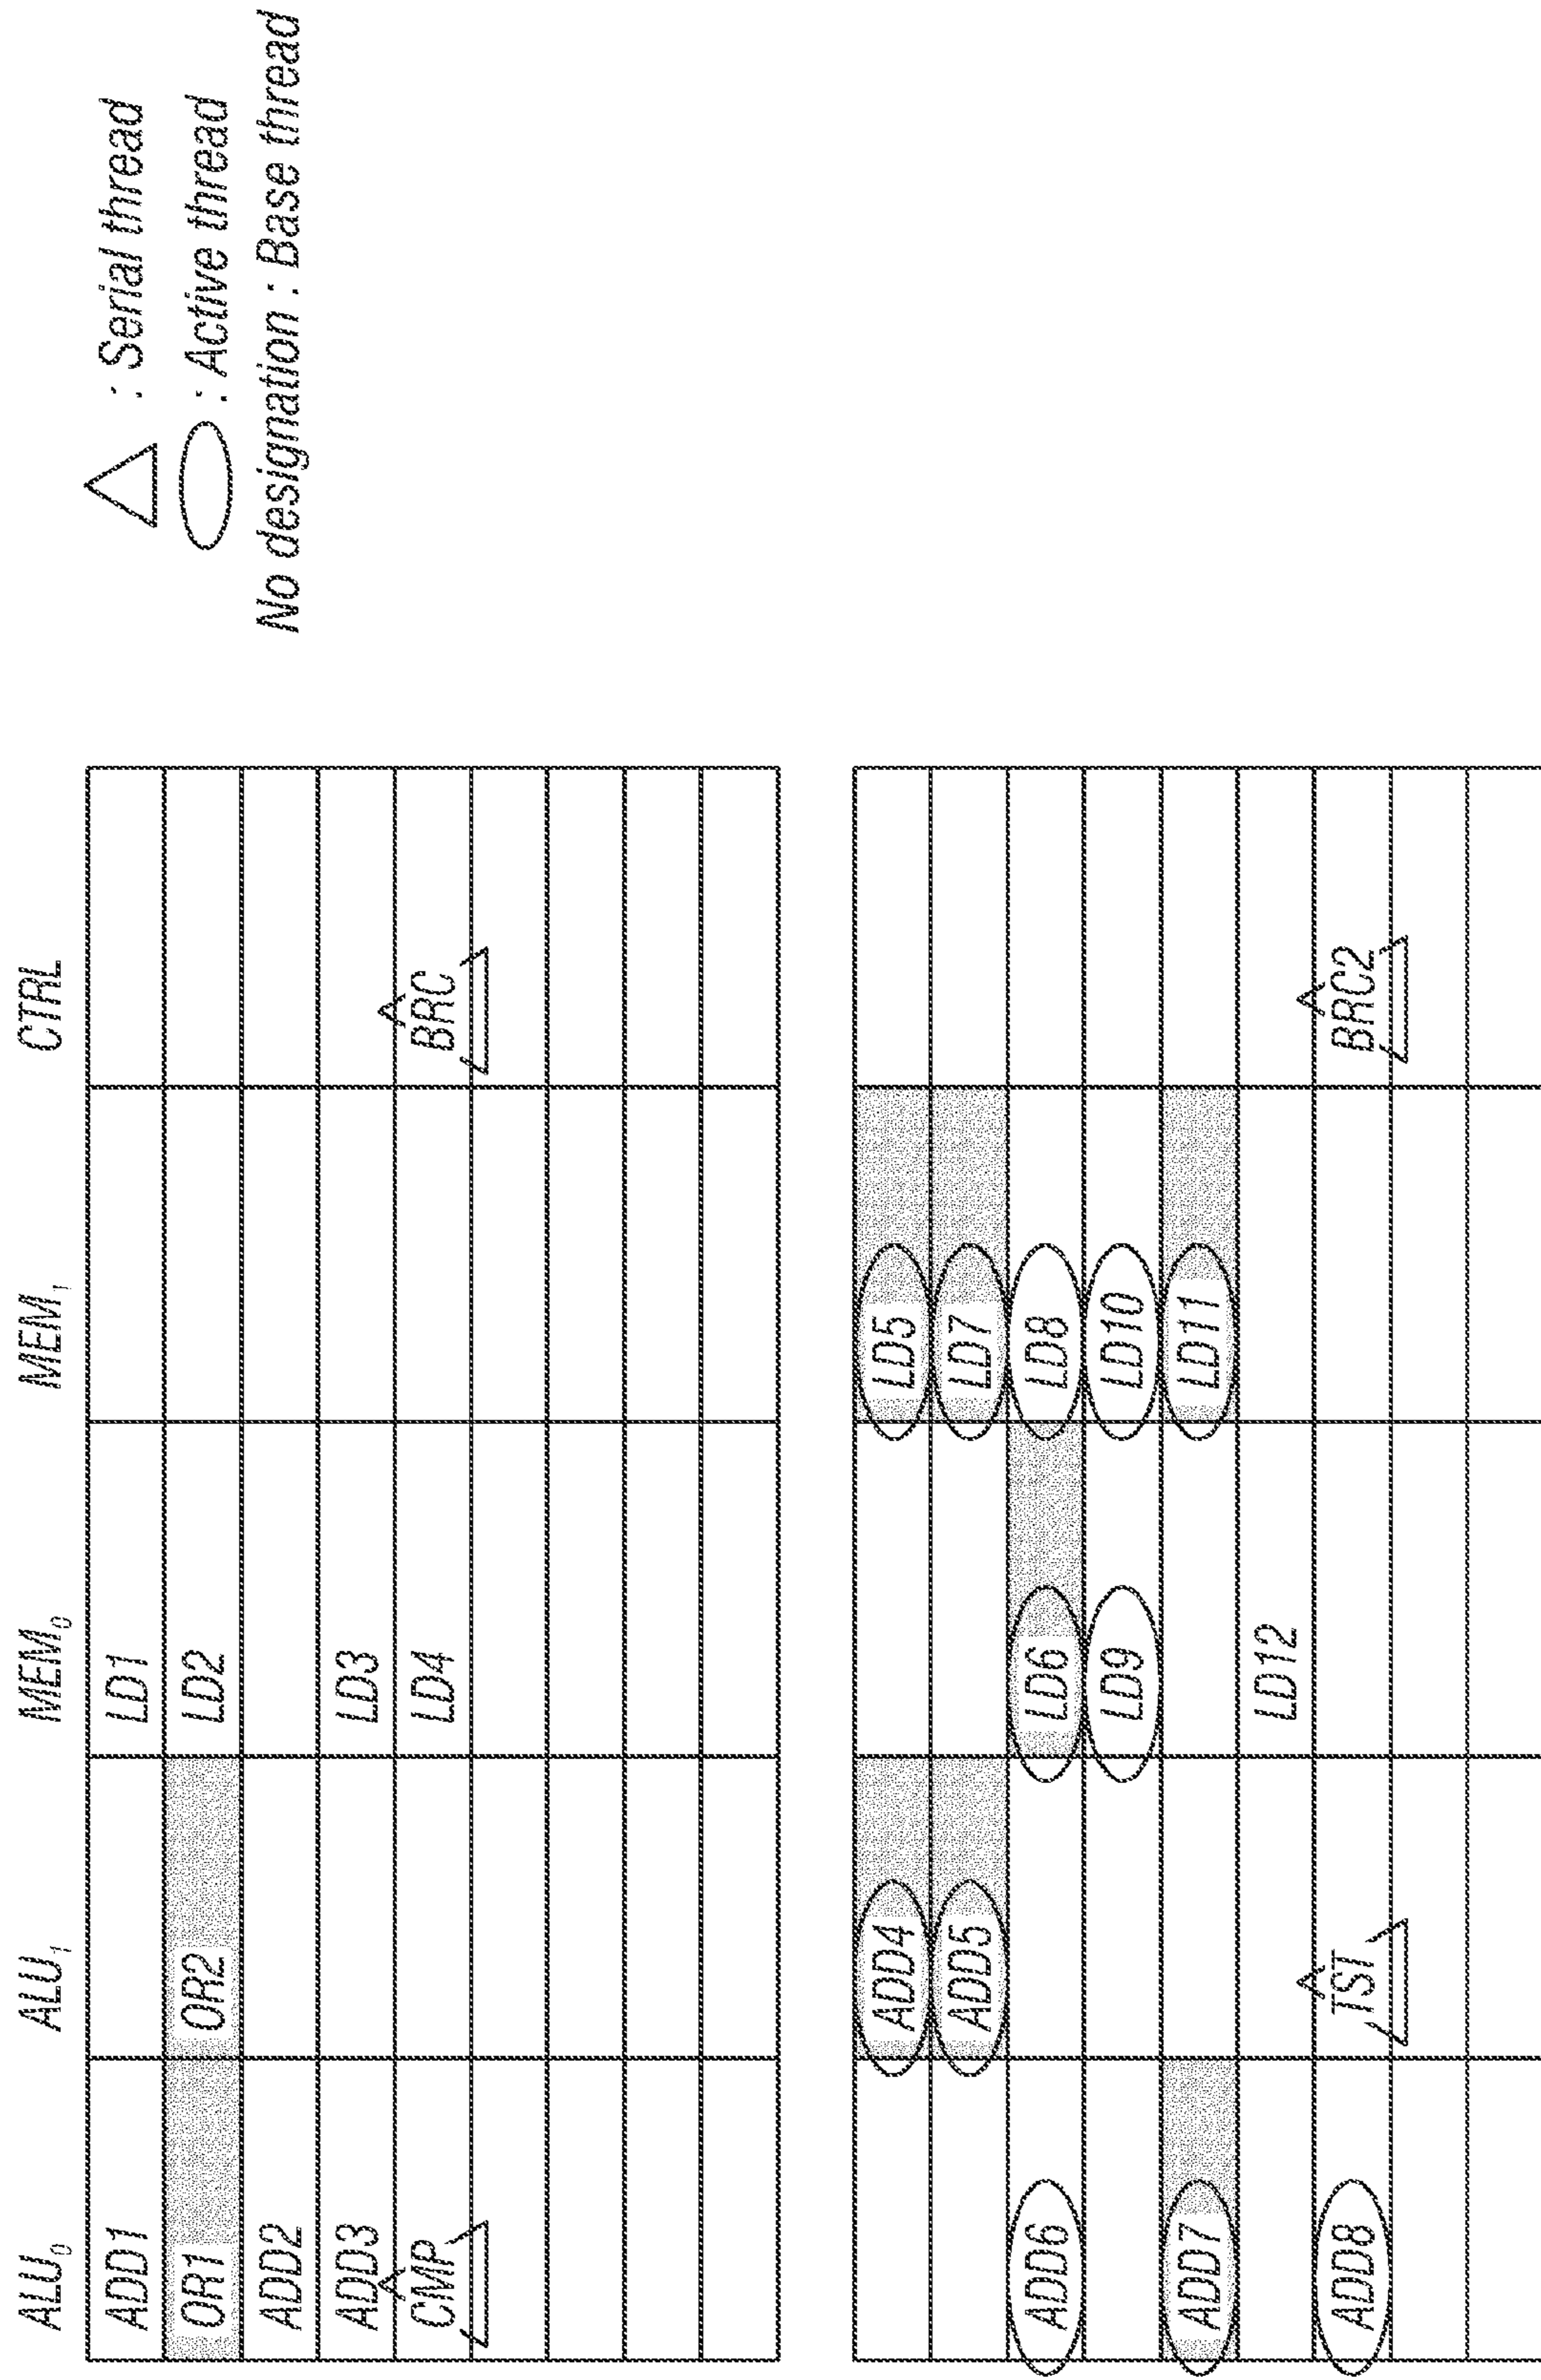 ALU0 ALU1 MEM0 MEM1 CTRL
ADD1 LD1
OR1 OR2 LD2
ADD2
ADD3 LD3
CMP LD4 BRC
ADD4 LD5
ADD5 LD7
ADD6 LD6 LD8
LD9 LD10
ADD7 LD11
LD12
ADD8 TST BRC2
: Serial thread
: Active thread
No designation : Base thread